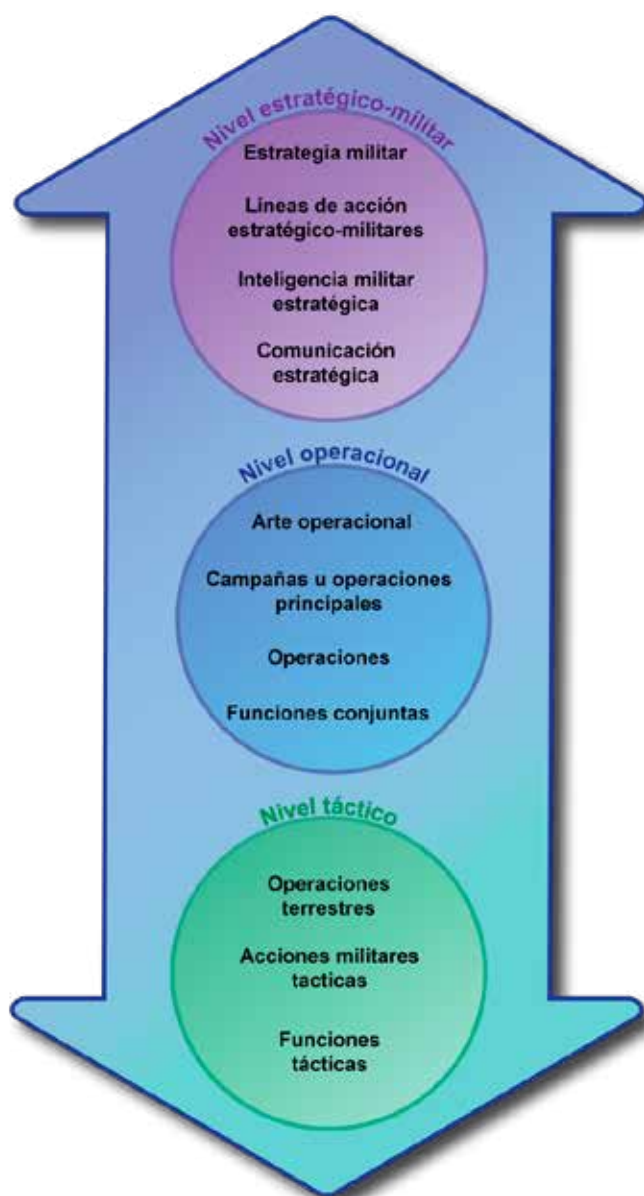 Nivel estratégico-militar
Estrategia militar
Líneas de acción
estratégico-militares
Inteligencia militar
estratégica
Comunicación
estratégica
Nivel operacional
Arte operacional
Campañas u operaciones
principales
Operaciones
Funciones conjuntas
Nivel táctico
Operaciones
terrestres
Acciones militares
tacticas
Funciones
tácticas